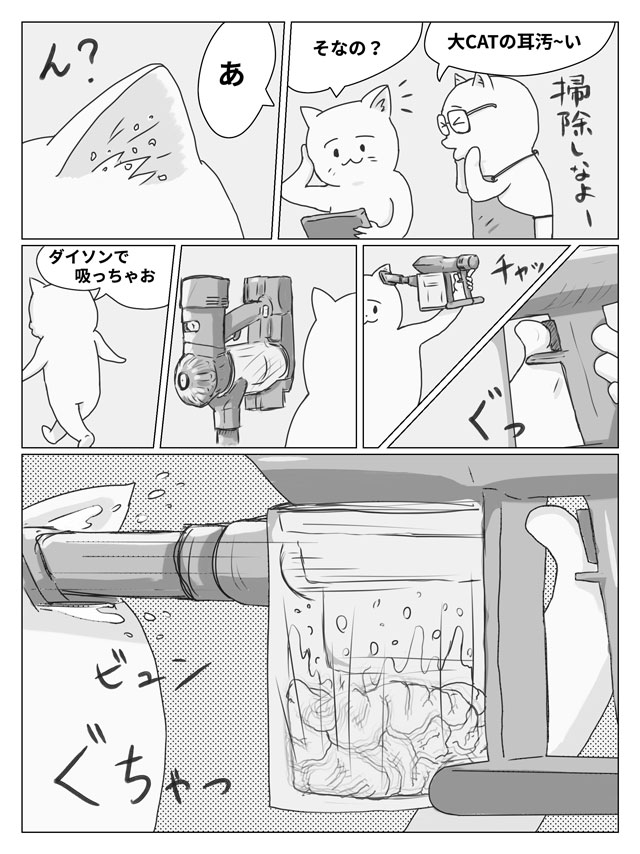 大CATの耳汚~い
掃除しなよー
そなの？
あ
ん？
ダイソンで
吸っちゃお
チャッ
ぐっ
ビュン
ぐちゃっ